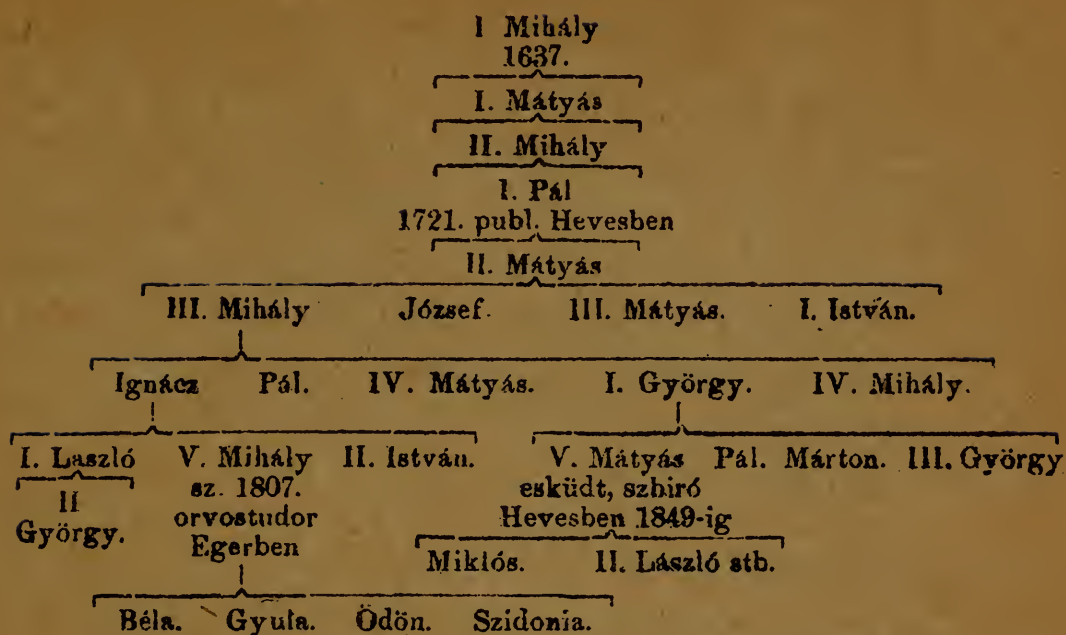 I Mihály
1637.
I. Mátyás
II. Mihály
I. Pál
1721. publ. Hevesben
II. Mátyás
III. Mihály József. III. Mátyás. I. István.
Ignácz Pál. IV. Mátyás. I. György. IV. Mihály.
I. Laszló V. Mihály II. István. V. Mátyás Pál. Márton. III. György
II sz. 1807. esküdt, szbiró
György. orvostudor Hevesben 1849-ig
Egerben Miklós. II. László stb.
Béla. Gyula. Ödön. Szidonia.